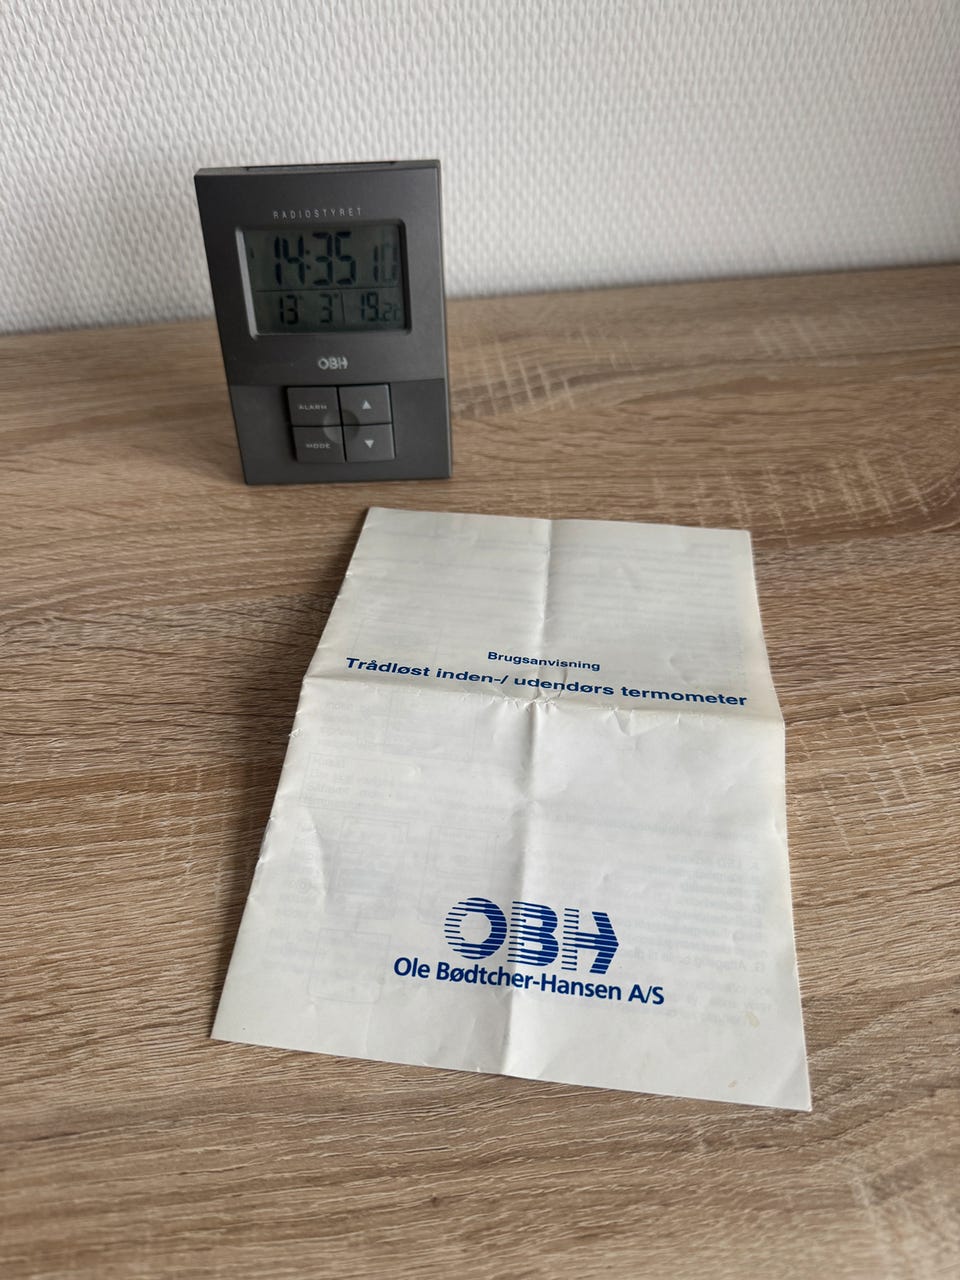 RADIOSTYRET
14:35 10
13 3 19.2°C
OBH
ALARM ▲
MODE ▼
Brugsanvisning
Trådløst inden-/ udendørs termometer
OBH
Ole Bødtcher-Hansen A/S